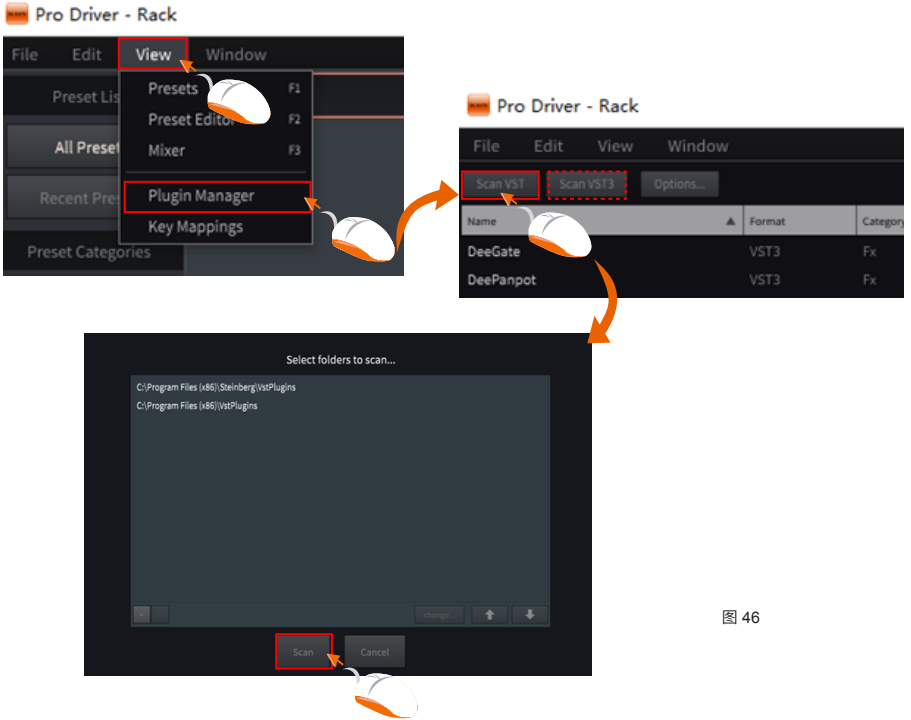 Pro Driver - Rack
File Edit View Window
Preset Lis
Presets F1
Preset Editor F2
All Preset
Mixer F3
Recent Pre
Plugin Manager
Key Mappings
Preset Categories
Pro Driver - Rack
File Edit View Window
Scan VST Scan VST3 Options...
Name ▲ Format Category
DeeGate VST3 Fx
DeePanpot VST3 Fx
Select folders to scan...
C:\Program Files (x86)\Steinberg\VstPlugins
C:\Program Files (x86)\VstPlugins
change...
Scan Cancel
图 46